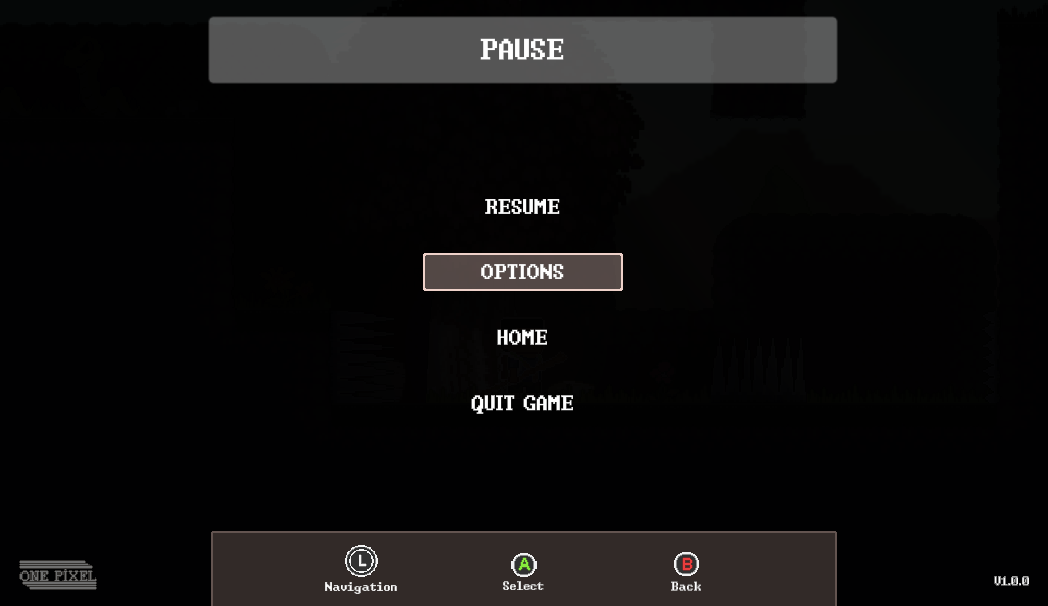 PAUSE
RESUME
OPTIONS
HOME
QUIT GAME
L A B
Navigation Select Back
ONE PIXEL
V1.0.0